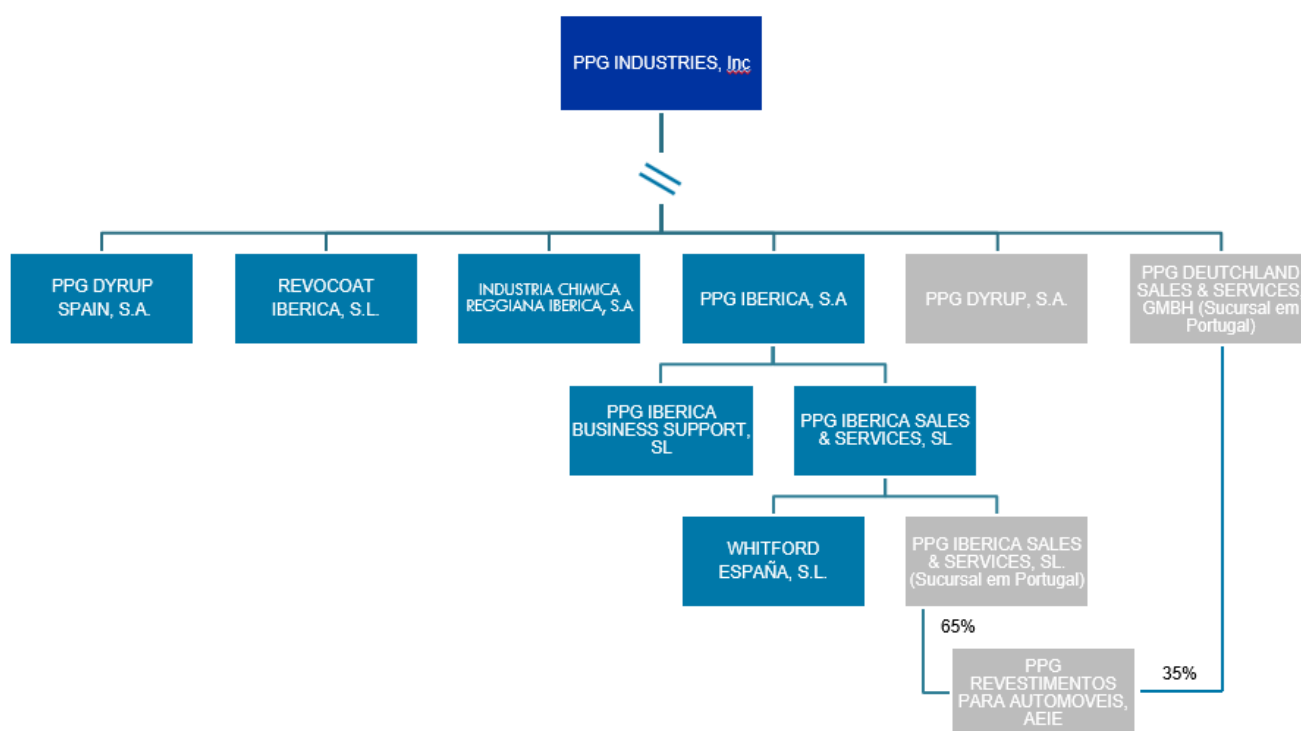 PPG INDUSTRIES, Inc
PPG DYRUP
SPAIN, S.A.
REVOCOAT
IBERICA, S.L.
INDUSTRIA CHIMICA
REGGIANA IBERICA, S.A
PPG IBERICA, S.A
PPG DYRUP, S.A.
PPG DEUTCHLAND
SALES & SERVICES,
GMBH (Sucursal em
Portugal)
PPG IBERICA
BUSINESS SUPPORT,
SL
PPG IBERICA SALES
& SERVICES, SL
WHITFORD
ESPAÑA, S.L.
PPG IBERICA SALES
& SERVICES, SL.
(Sucursal em Portugal)
65%
PPG
REVESTIMENTOS
PARA AUTOMOVEIS,
AEIE
35%